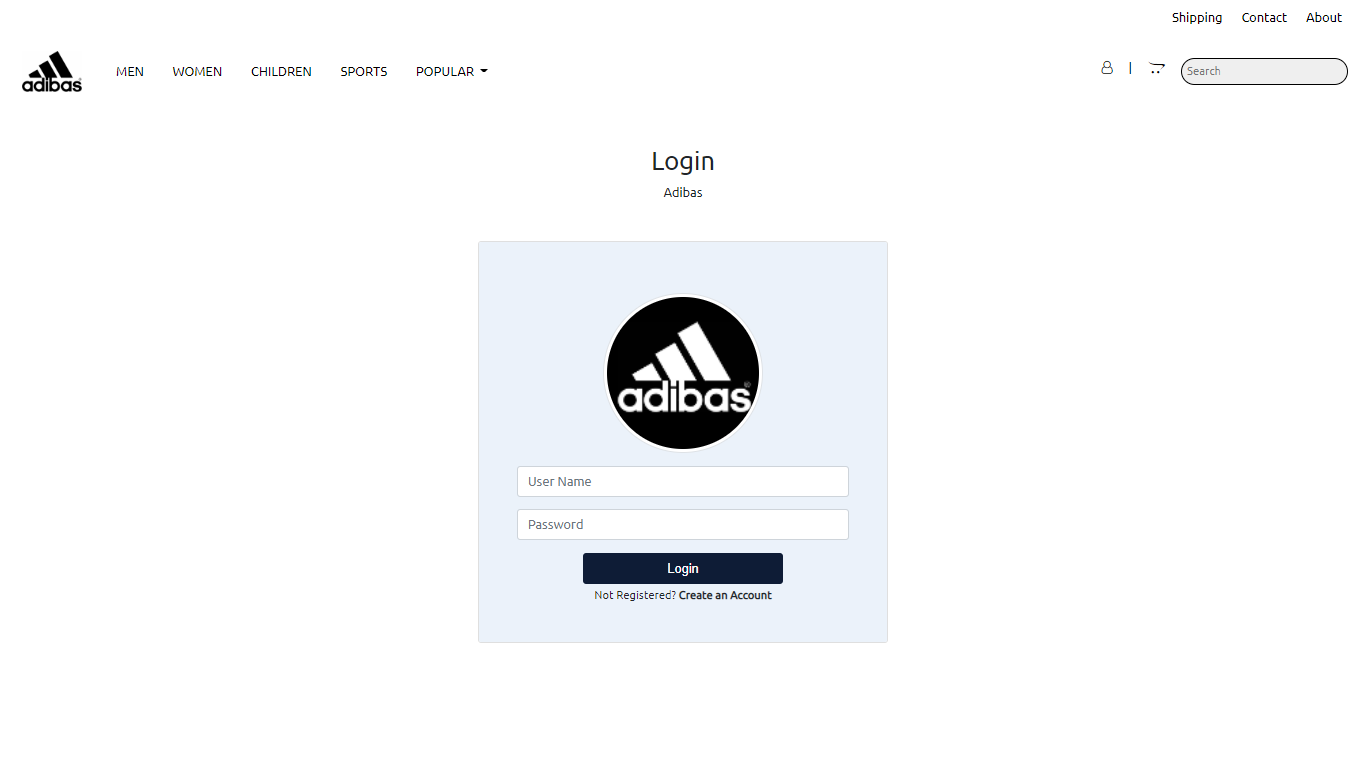 Shipping Contact About
adibas
MEN WOMEN CHILDREN SPORTS POPULAR
| Search
Login
Adibas
adibas®
User Name
Password
Login
Not Registered? Create an Account